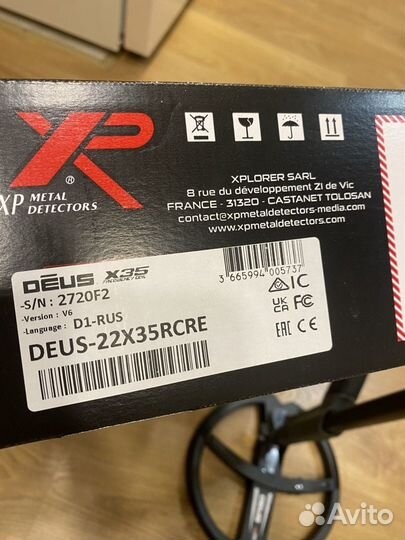 XP
®
XP METAL DETECTORS
XPLORER SARL
8 rue du développement ZI de Vic
FRANCE - 31320 - CASTANET TOLOSAN
contact@xpmetaldetectors-media.com
www.xpmetaldetectors.com
DĒUS X35
-S/N : 2720F2
-Version : V6
-Language : D1-RUS
DEUS-22X35RCRE
3 665994 005737
UK CA FC
EAC CE
Avito